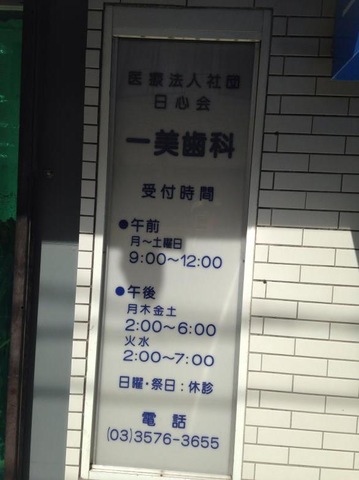 医療法人社団
日心会
一美歯科
受付時間
●午前
月～土曜日
9:00～12:00
●午後
月木金土
2:00～6:00
火水
2:00～7:00
日曜・祭日：休診
電話
(03)3576-3655